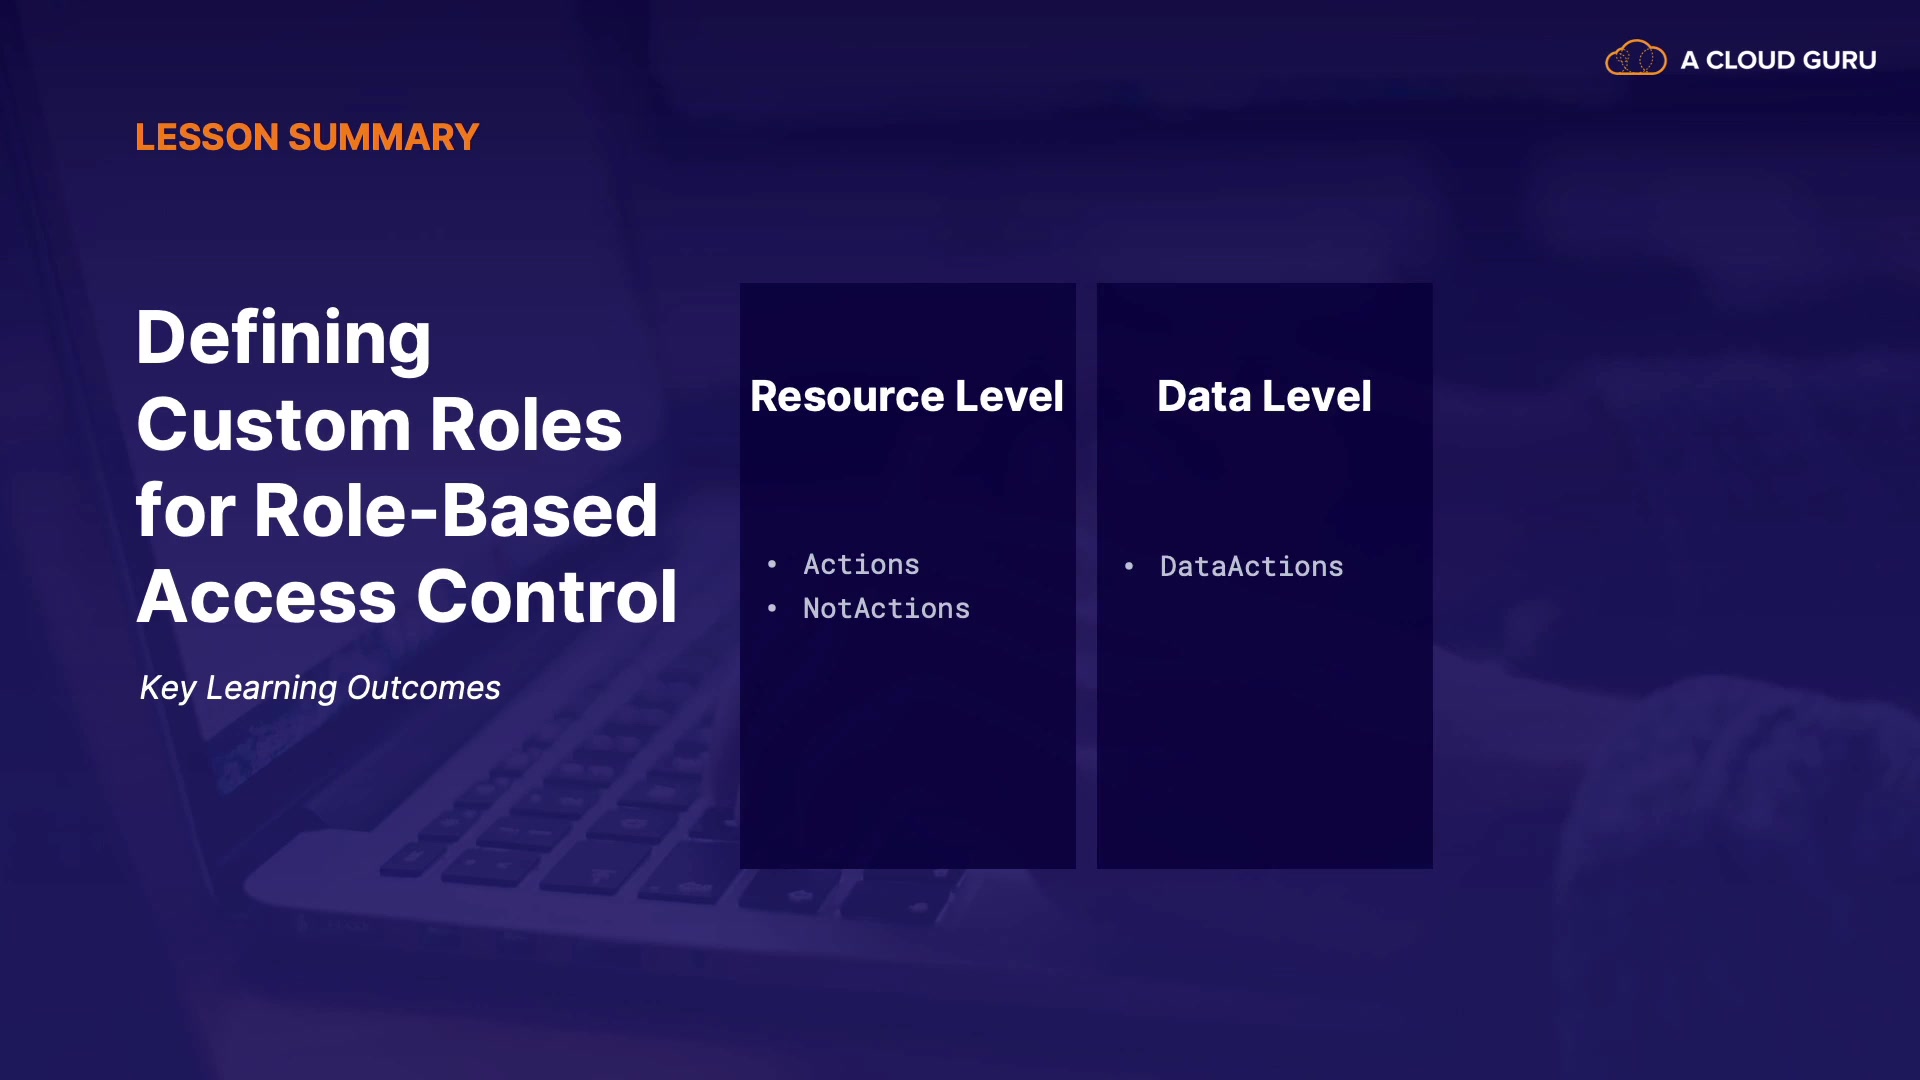 A CLOUD GURU
LESSON SUMMARY
Defining
Custom Roles
for Role-Based
Access Control
Key Learning Outcomes
Resource Level
• Actions
• NotActions
Data Level
• DataActions